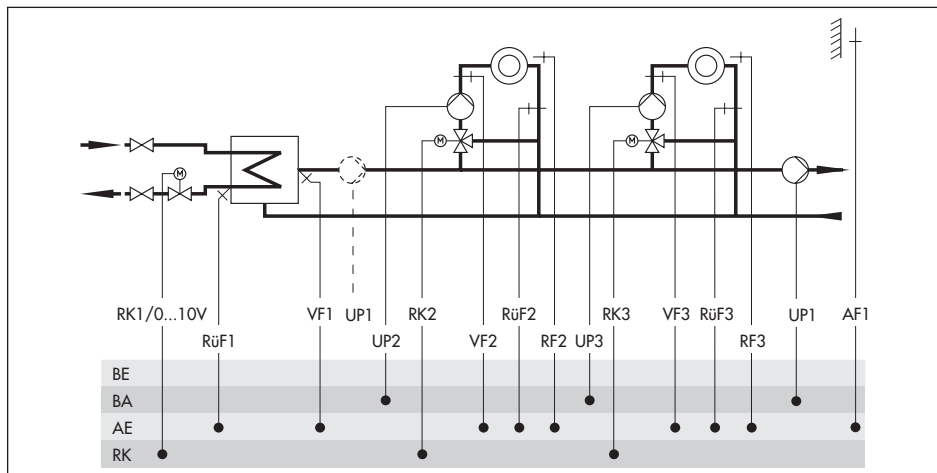 M
M
M
RK1/0...10V
VF1
UP1
RK2
RüF2
RK3
VF3
RüF3
UP1
AF1
RüF1
UP2
VF2
RF2
UP3
RF3
BE
BA
AE
RK